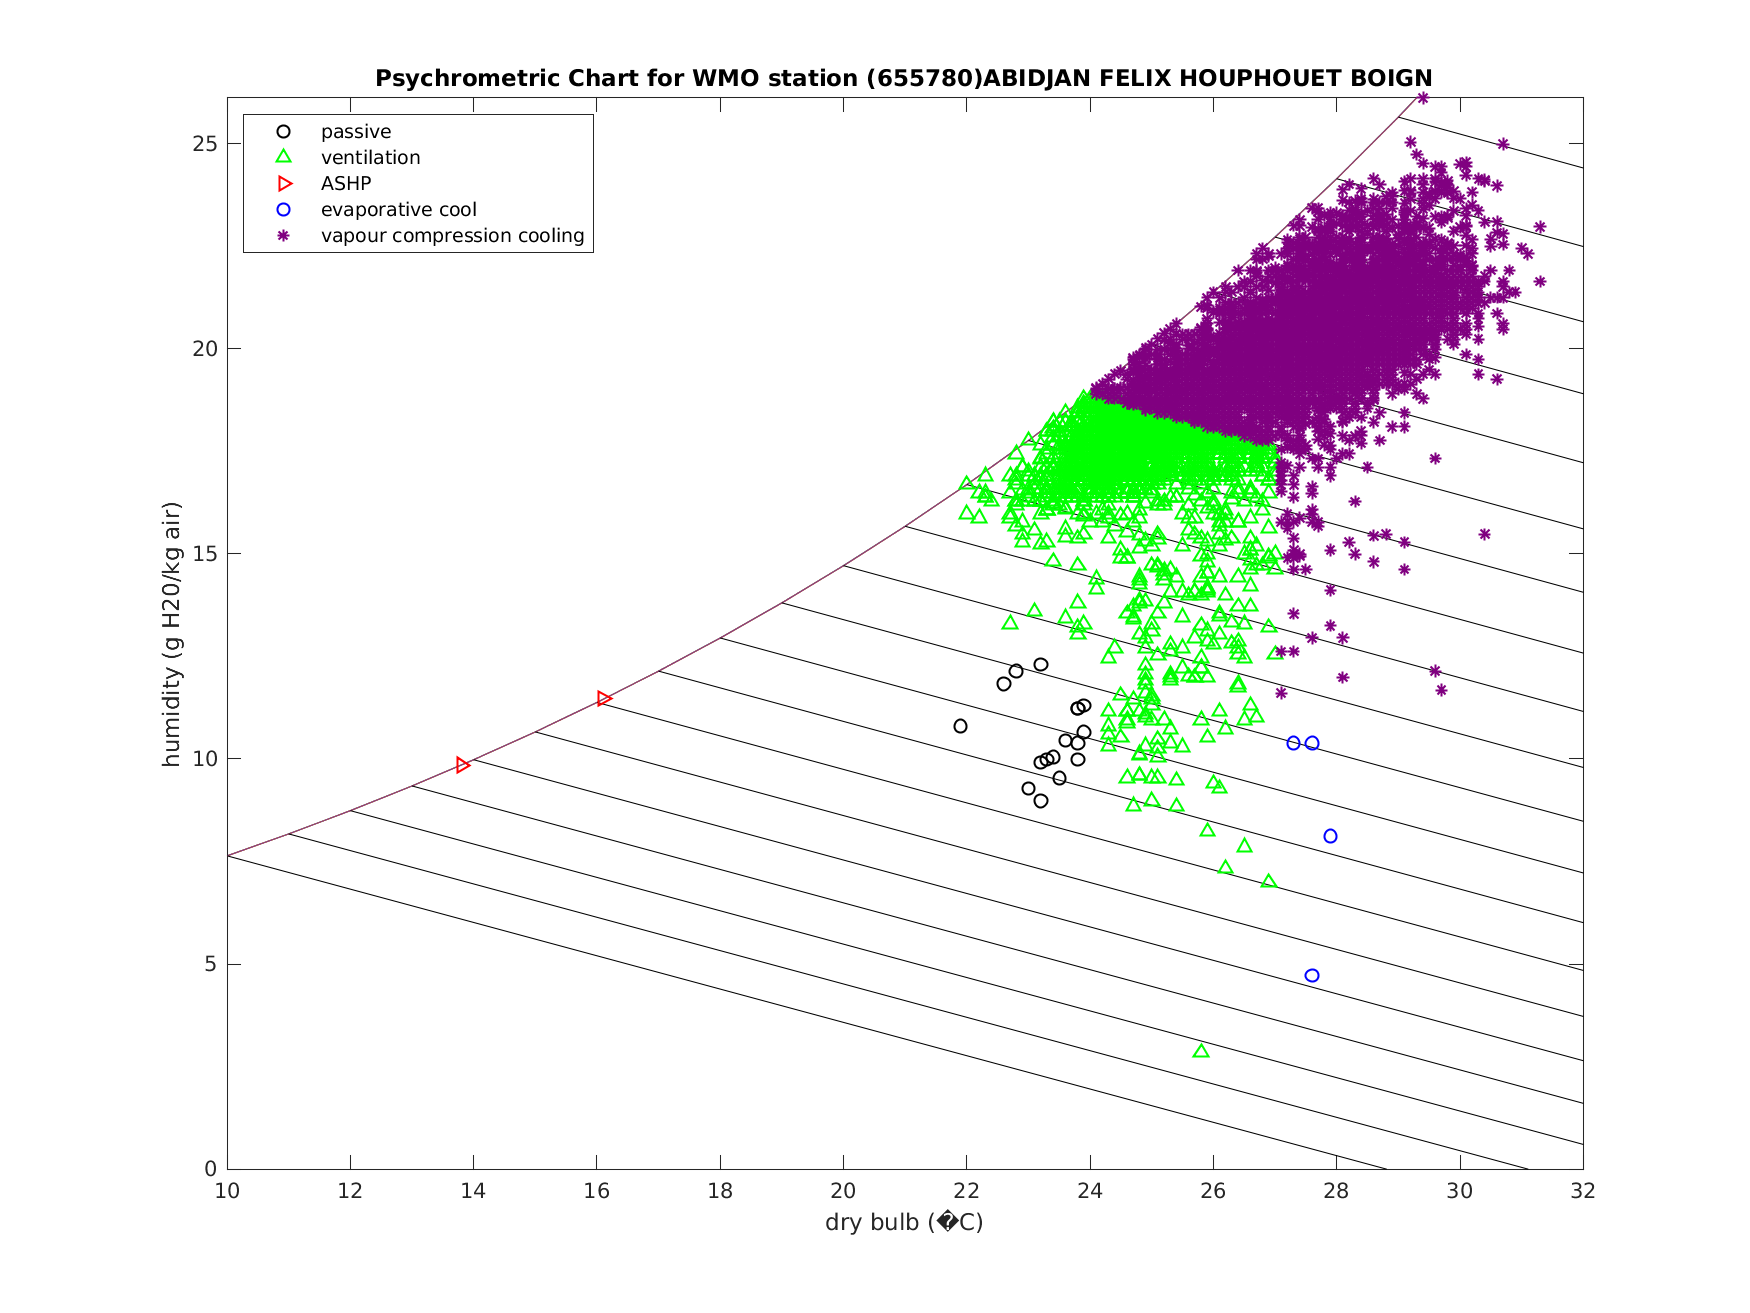 Psychrometric Chart for WMO station (655780)ABIDJAN FELIX HOUPHOUET BOIGN
passive
ventilation
ASHP
evaporative cool
vapour compression cooling
humidity (g H20/kg air)
25
20
15
10
5
0
10 12 14 16 18 20 22 24 26 28 30 32
dry bulb (�C)